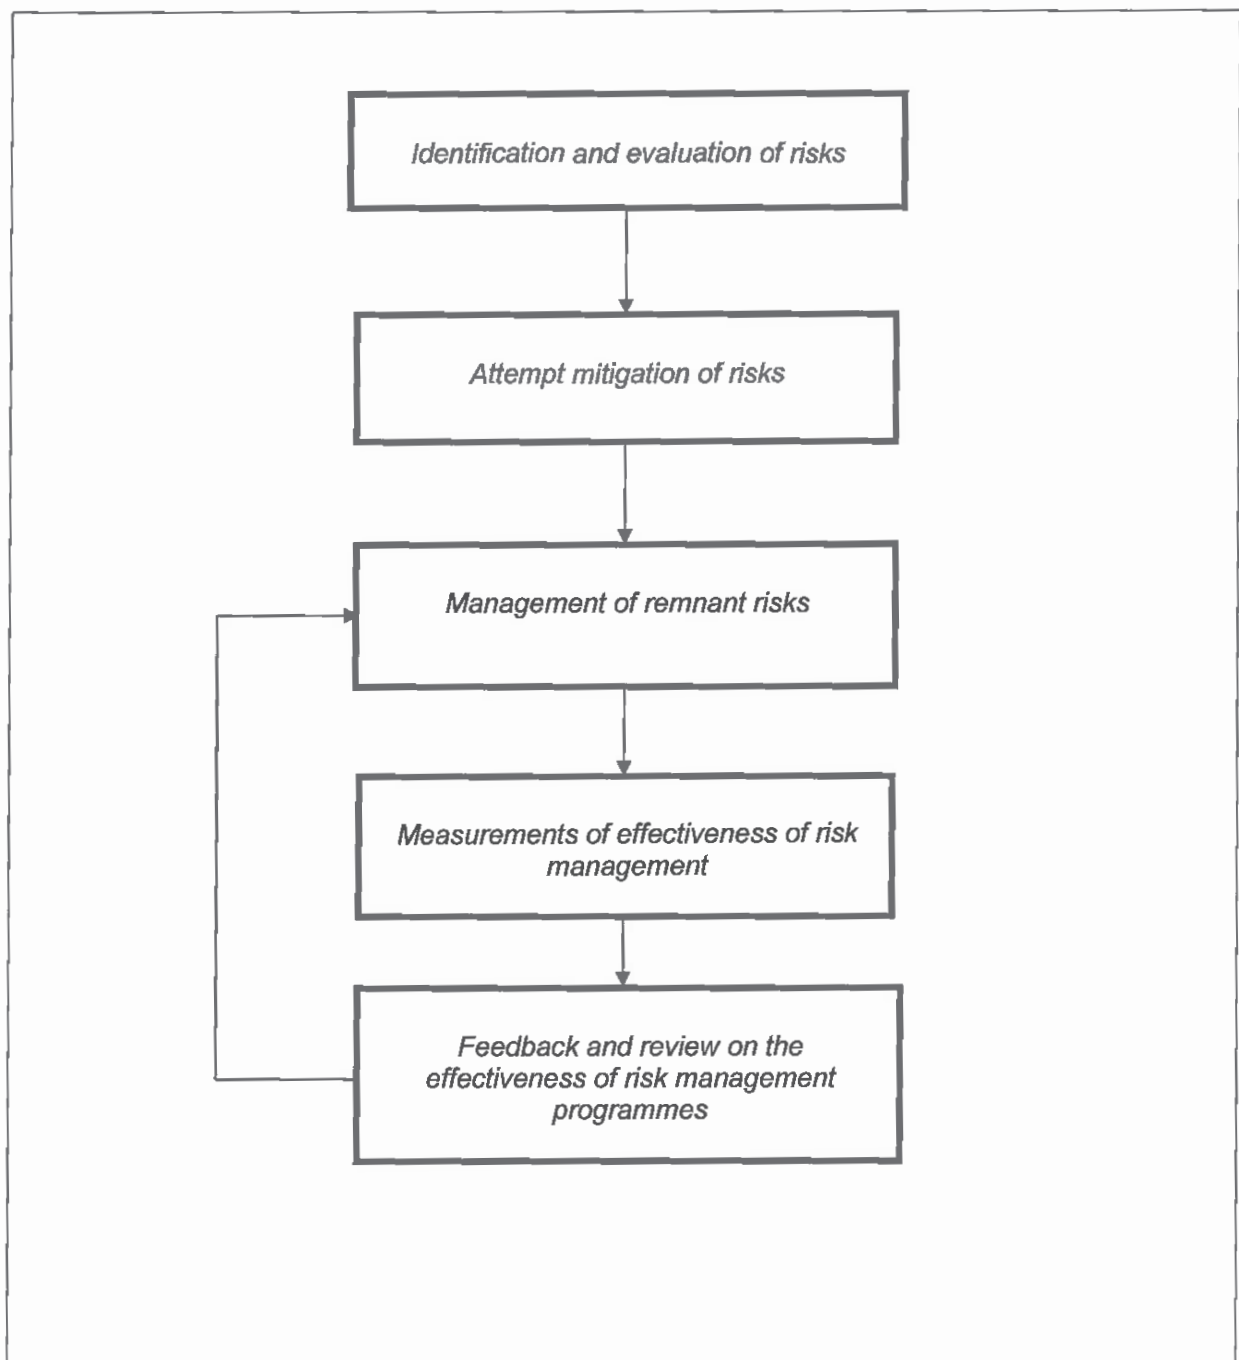 Identification and evaluation of risks
Attempt mitigation of risks
Management of remnant risks
Measurements of effectiveness of risk
management
Feedback and review on the
effectiveness of risk management
programmes